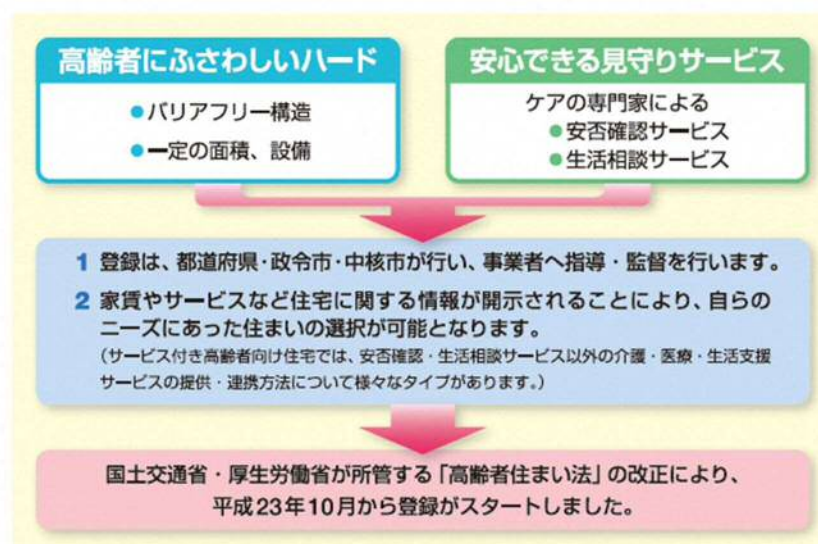 高齢者にふさわしいハード
●バリアフリー構造
●一定の面積、設備
安心できる見守りサービス
ケアの専門家による
●安否確認サービス
●生活相談サービス
1 登録は、都道府県・政令市・中核市が行い、事業者へ指導・監督を行います。
2 家賃やサービスなど住宅に関する情報が開示されることにより、自らの
ニーズにあった住まいの選択が可能となります。
（サービス付き高齢者向け住宅では、安否確認・生活相談サービス以外の介護・医療・生活支援
サービスの提供・連携方法について様々なタイプがあります。）
国土交通省・厚生労働省が所管する「高齢者住まい法」の改正により、
平成23年10月から登録がスタートしました。